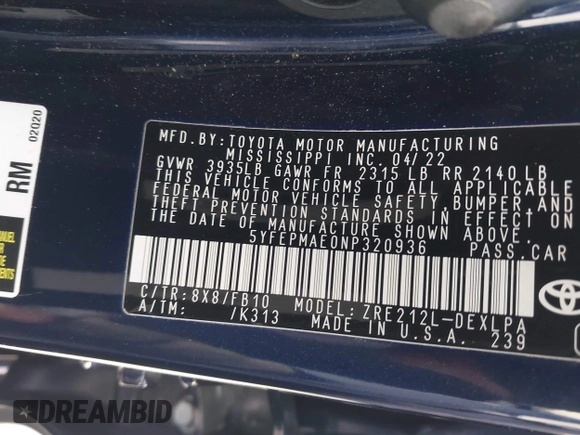 02020
RM
MFD.BY:TOYOTA MOTOR MANUFACTURING
MISSISSIPPI INC. 04/22
GVWR 3935LB GAWR FR 2315 LB RR 2140 LB
THIS VEHICLE CONFORMS TO ALL APPLICABLE
FEDERAL MOTOR VEHICLE SAFETY,BUMPER,AND
THEFT PREVENTION STANDARDS IN EFFECT ON
THE DATE OF MANUFACTURE SHOWN ABOVE.
5YFEPMAE0NP320936 PASS.CAR
C/TR:8X8/FB10 MODEL: ZRE212L-DEXLPA
A/TM: /K313 MADE IN U.S.A. 239
TOYOTA
DREAMBID